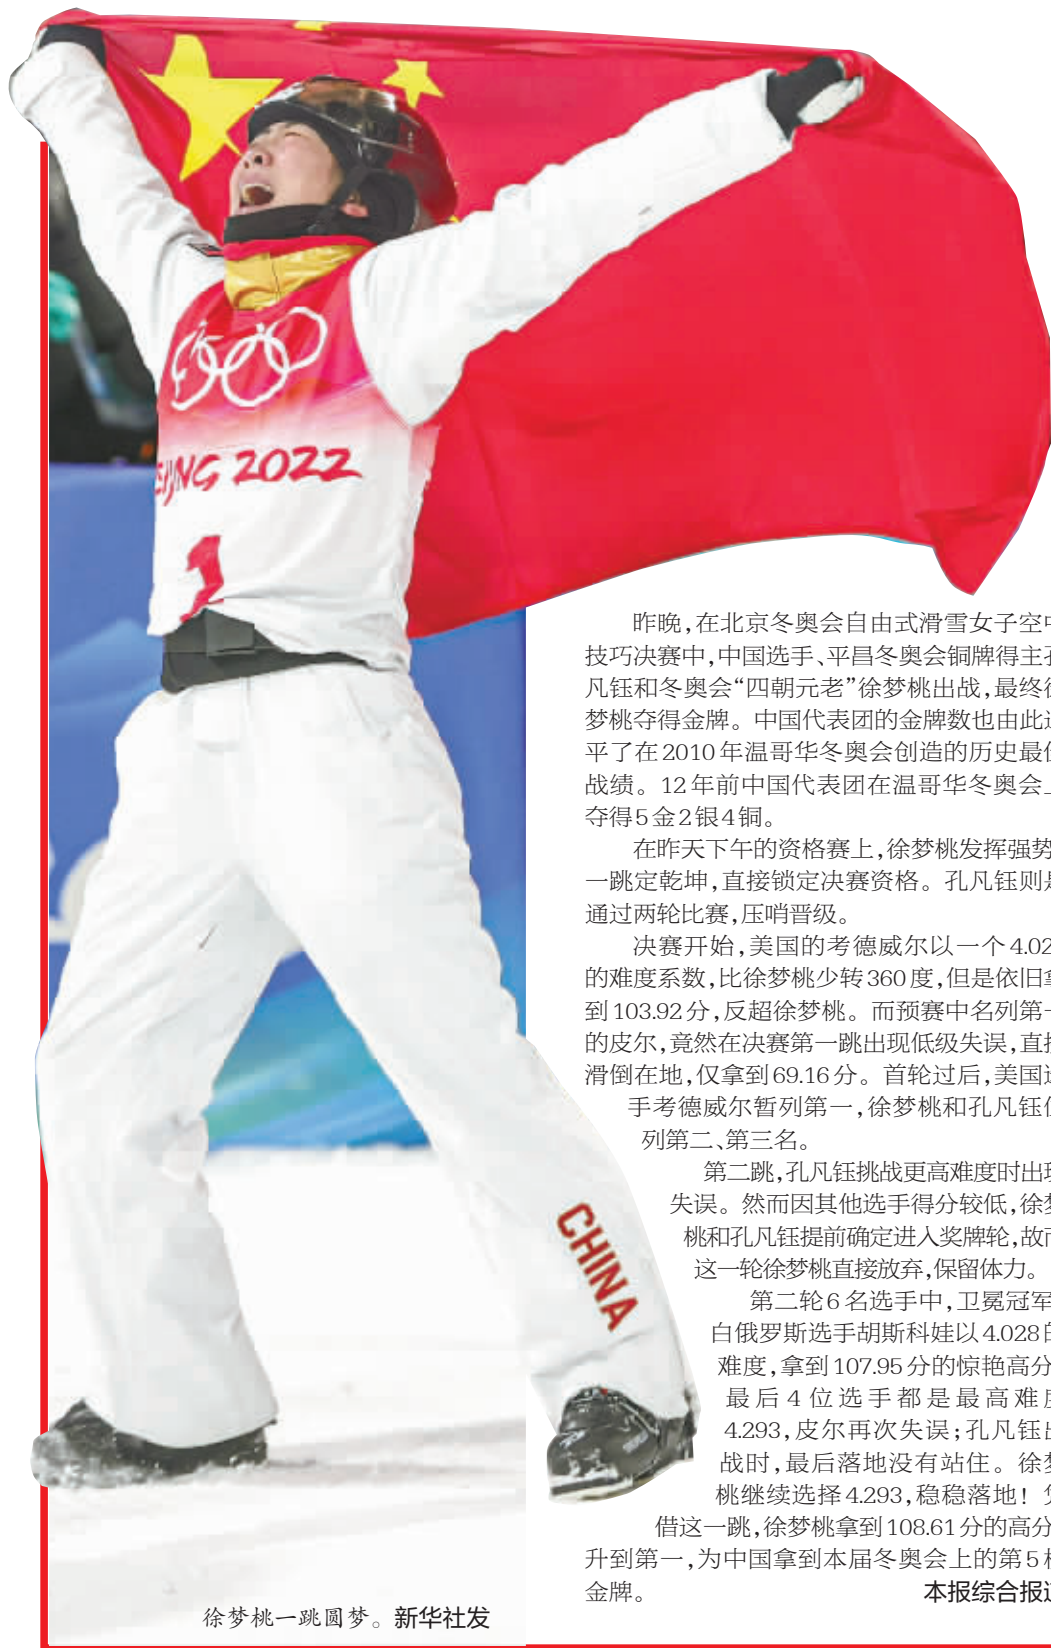 EIJING 2022
1
CHINA
昨晚,在北京冬奥会自由式滑雪女子空中
技巧决赛中,中国选手、平昌冬奥会铜牌得主孔
凡钰和冬奥会“四朝元老”徐梦桃出战,最终徐
梦桃夺得金牌。中国代表团的金牌数也由此追
平了在2010年温哥华冬奥会创造的历史最佳
战绩。12年前中国代表团在温哥华冬奥会上
夺得5金2银4铜。
在昨天下午的资格赛上,徐梦桃发挥强势,
一跳定乾坤,直接锁定决赛资格。孔凡钰则是
通过两轮比赛,压哨晋级。
决赛开始,美国的考德威尔以一个4.02
的难度系数,比徐梦桃少转360度,但是依旧拿
到103.92分,反超徐梦桃。而预赛中名列第一
的皮尔,竟然在决赛第一跳出现低级失误,直接
滑倒在地,仅拿到69.16分。首轮过后,美国选
手考德威尔暂列第一,徐梦桃和孔凡钰位
列第二、第三名。
第二跳,孔凡钰挑战更高难度时出现
失误。然而因其他选手得分较低,徐梦
桃和孔凡钰提前确定进入奖牌轮,故而
这一轮徐梦桃直接放弃,保留体力。
第二轮6名选手中,卫冕冠军
白俄罗斯选手胡斯科娃以4.028的
难度,拿到107.95分的惊艳高分
最后4位选手都是最高难度
4.293,皮尔再次失误;孔凡钰出
战时,最后落地没有站住。徐梦
桃继续选择4.293,稳稳落地！凭
借这一跳,徐梦桃拿到108.61分的高分
升到第一,为中国拿到本届冬奥会上的第5枚
金牌。 本报综合报道
徐梦桃一跳圆梦。新华社发